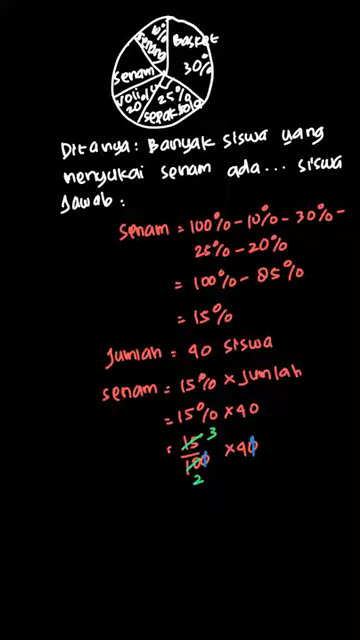 10%
renang
Basket
30%
senam
voli
20%
25%
sepak bola
Ditanya: Banyak siswa yang
menyukai senam ada... siswa
Jawab:
senam = 100% - 10% - 30% -
25% - 20%
= 100% - 85%
= 15%
Jumlah = 40 siswa
senam = 15% × Jumlah
= 15% × 40
= 15/100 × 40
3
2